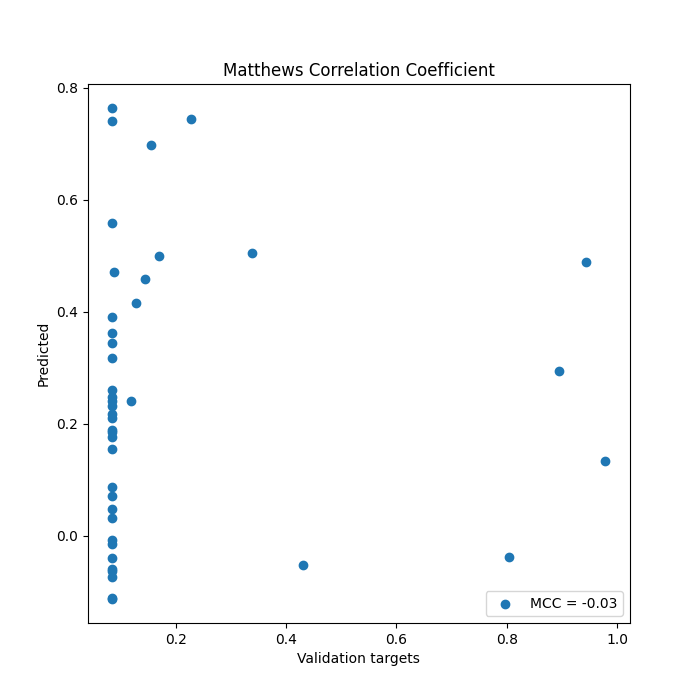 Matthews Correlation Coefficient
0.8
0.6
0.4
0.2
0.0
Predicted
MCC = -0.03
0.2 0.4 0.6 0.8 1.0
Validation targets